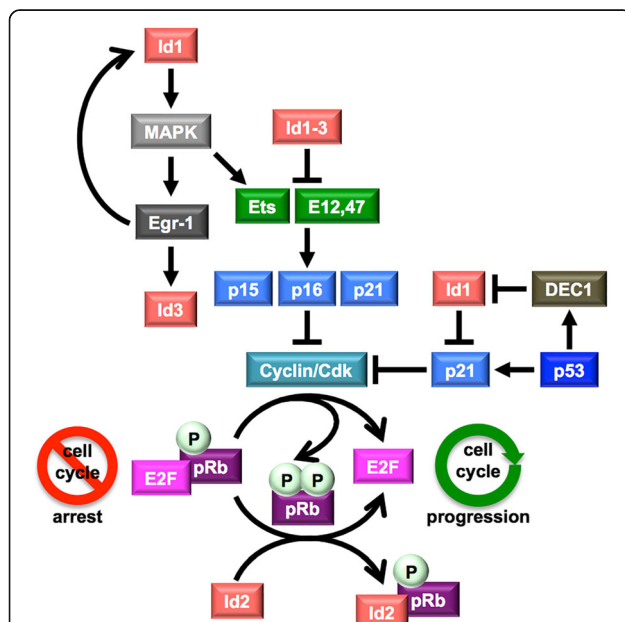 Id1
MAPK
Id1-3
Ets
E12,47
Egr-1
p15
p16
p21
Id1
DEC1
Id3
Cyclin/Cdk
p21
p53
P
cell
cycle
pRb
E2F
arrest
P P
pRb
E2F
cell
cycle
progression
P
Id2
Id2
pRb